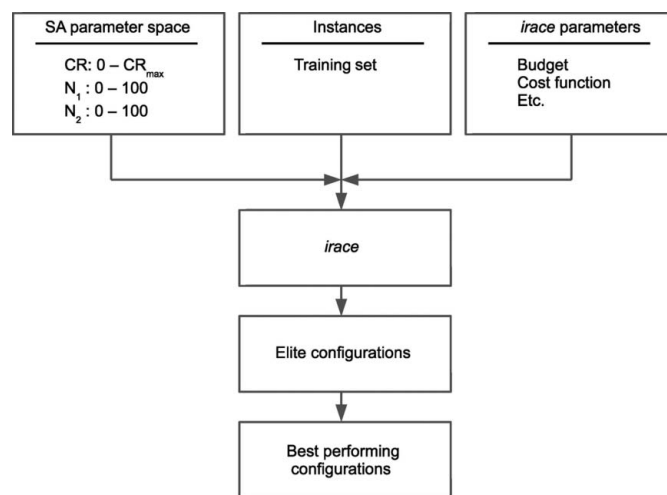 SA parameter space
CR: 0 – CRmax
N1 : 0 – 100
N2 : 0 – 100
Instances
Training set
irace parameters
Budget
Cost function
Etc.
irace
Elite configurations
Best performing
configurations